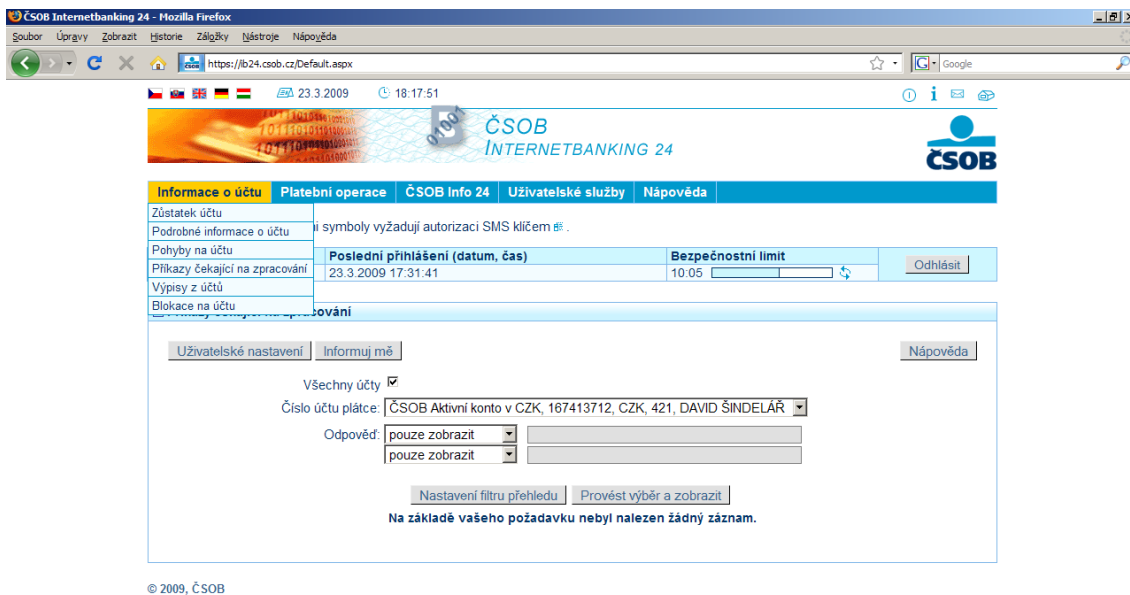 ČSOB Internetbanking 24 - Mozilla Firefox
Soubor Úpravy Zobrazit Historie Záložky Nástroje Nápověda
https://ib24.csob.cz/Default.aspx Google
23.3.2009 18:17:51
ČSOB
INTERNETBANKING 24
ČSOB
Informace o účtu Platební operace ČSOB Info 24 Uživatelské služby Nápověda
Zůstatek účtu
Podrobné informace o účtu
Pohyby na účtu
Příkazy čekající na zpracování
Výpisy z účtů
Blokace na účtu
symboly vyžadují autorizaci SMS klíčem .
Poslední přihlášení (datum, čas) Bezpečnostní limit
23.3.2009 17:31:41 10:05
Odhlásit
Příkazy čekající na zpracování
Uživatelské nastavení Informuj mě Nápověda
Všechny účty
Číslo účtu plátce: ČSOB Aktivní konto v CZK, 167413712, CZK, 421, DAVID ŠINDELÁŘ
Odpověď: pouze zobrazit
pouze zobrazit
Nastavení filtru přehledu Provést výběr a zobrazit
Na základě vašeho požadavku nebyl nalezen žádný záznam.
© 2009, ČSOB